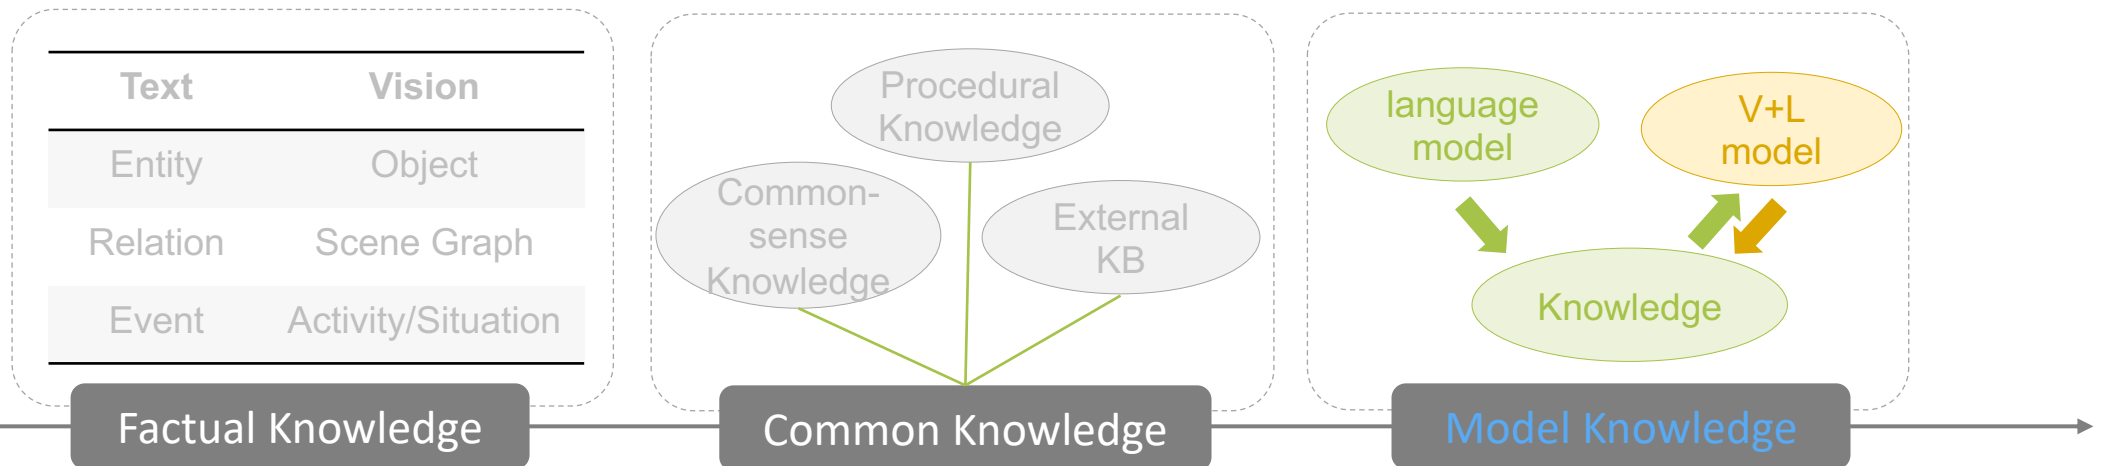 Text Vision
Entity Object
Relation Scene Graph
Event Activity/Situation
Factual Knowledge
Procedural
Knowledge
Common-
sense
Knowledge
External
KB
Common Knowledge
language
model
V+L
model
Knowledge
Model Knowledge